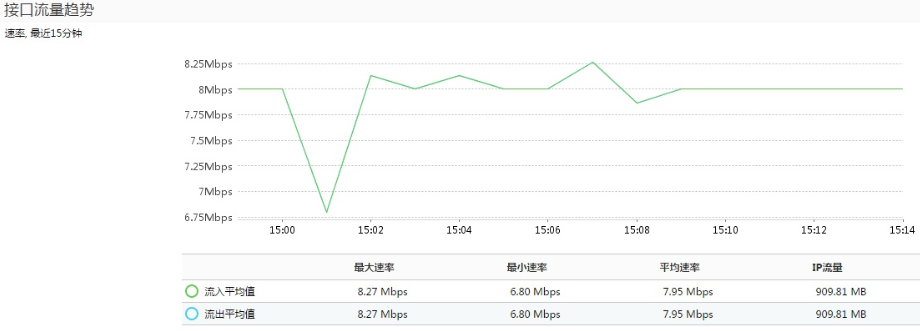 接口流量趋势
速率, 最近15分钟
8.25Mbps
8Mbps
7.75Mbps
7.5Mbps
7.25Mbps
7Mbps
6.75Mbps
15:00 15:02 15:04 15:06 15:08 15:10 15:12 15:14
最大速率 最小速率 平均速率 IP流量
流入平均值 8.27 Mbps 6.80 Mbps 7.95 Mbps 909.81 MB
流出平均值 8.27 Mbps 6.80 Mbps 7.95 Mbps 909.81 MB